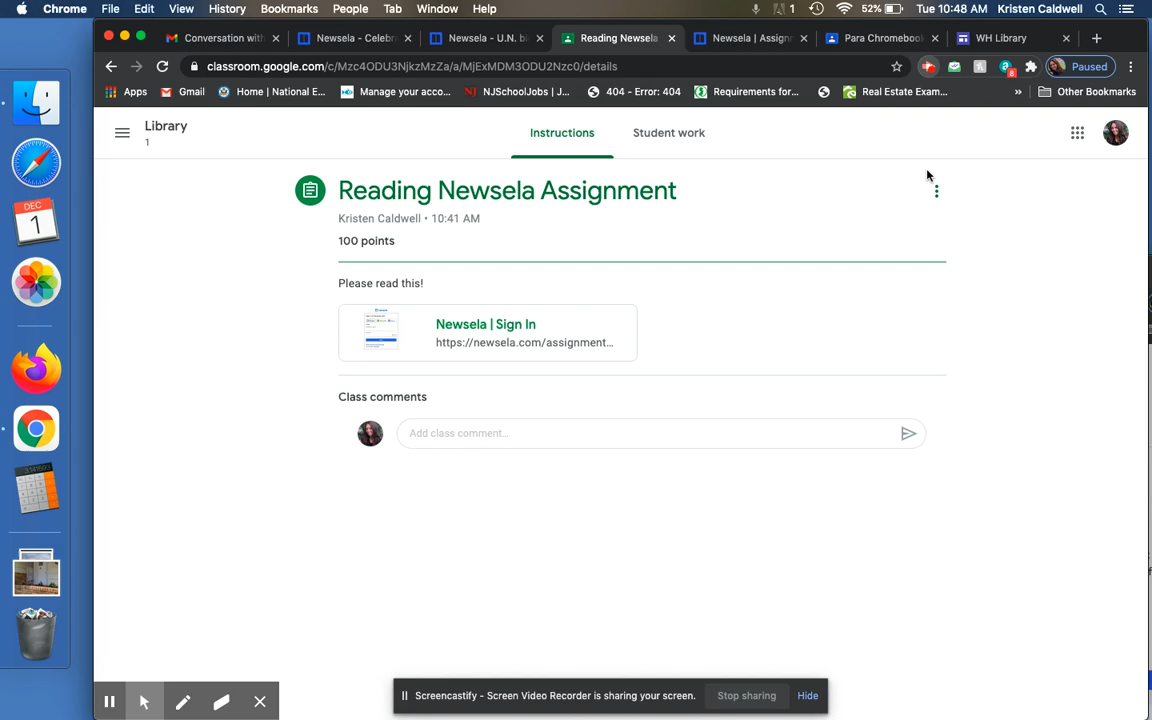 Chrome File Edit View History Bookmarks People Tab Window Help
1 52% Tue 10:48 AM Kristen Caldwell
Conversation with
Newsela - Celebr
Newsela - U.N. bi
Reading Newsela
Newsela | Assign
Para Chromebook
WH Library
classroom.google.com/c/Mzc4ODU3NjkzMzZa/a/MjExMDM3ODU2Nzc0/details
8
Paused
Apps
Gmail
Home | National E...
Manage your acco...
NJSchoolJobs | J...
404 - Error: 404
Requirements for...
Real Estate Exam...
»
Other Bookmarks
Library
1
Instructions
Student work
Reading Newsela Assignment
Kristen Caldwell • 10:41 AM
100 points
Please read this!
Newsela | Sign In
https://newsela.com/assignment...
Class comments
Add class comment...
DEC
1
Screencastify - Screen Video Recorder is sharing your screen.
Stop sharing
Hide